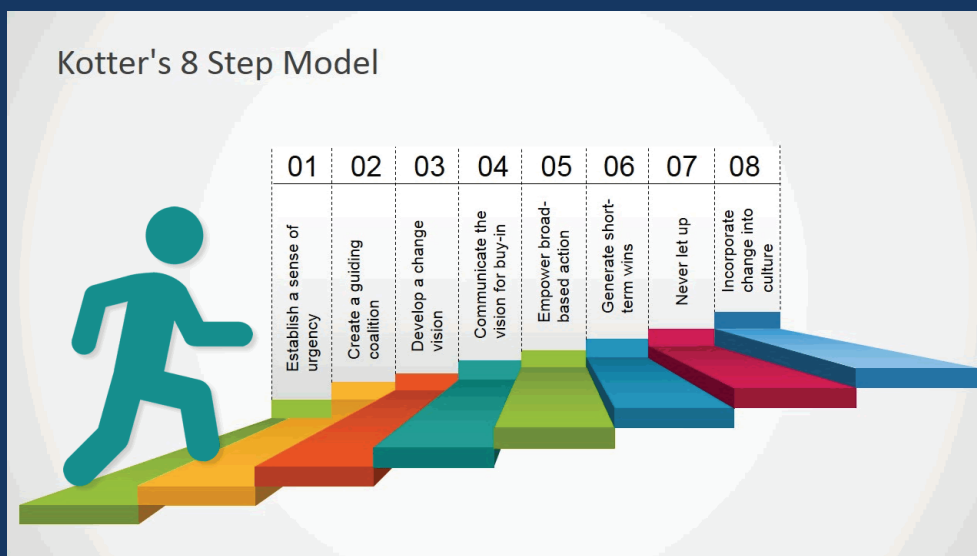 Kotter's 8 Step Model
01 02 03 04 05 06 07 08
Establish a sense of
urgency
Create a guiding
coalition
Develop a change
vision
Communicate the
vision for buy-in
Empower broad-
based action
Generate short-
term wins
Never let up
Incorporate
change into
culture